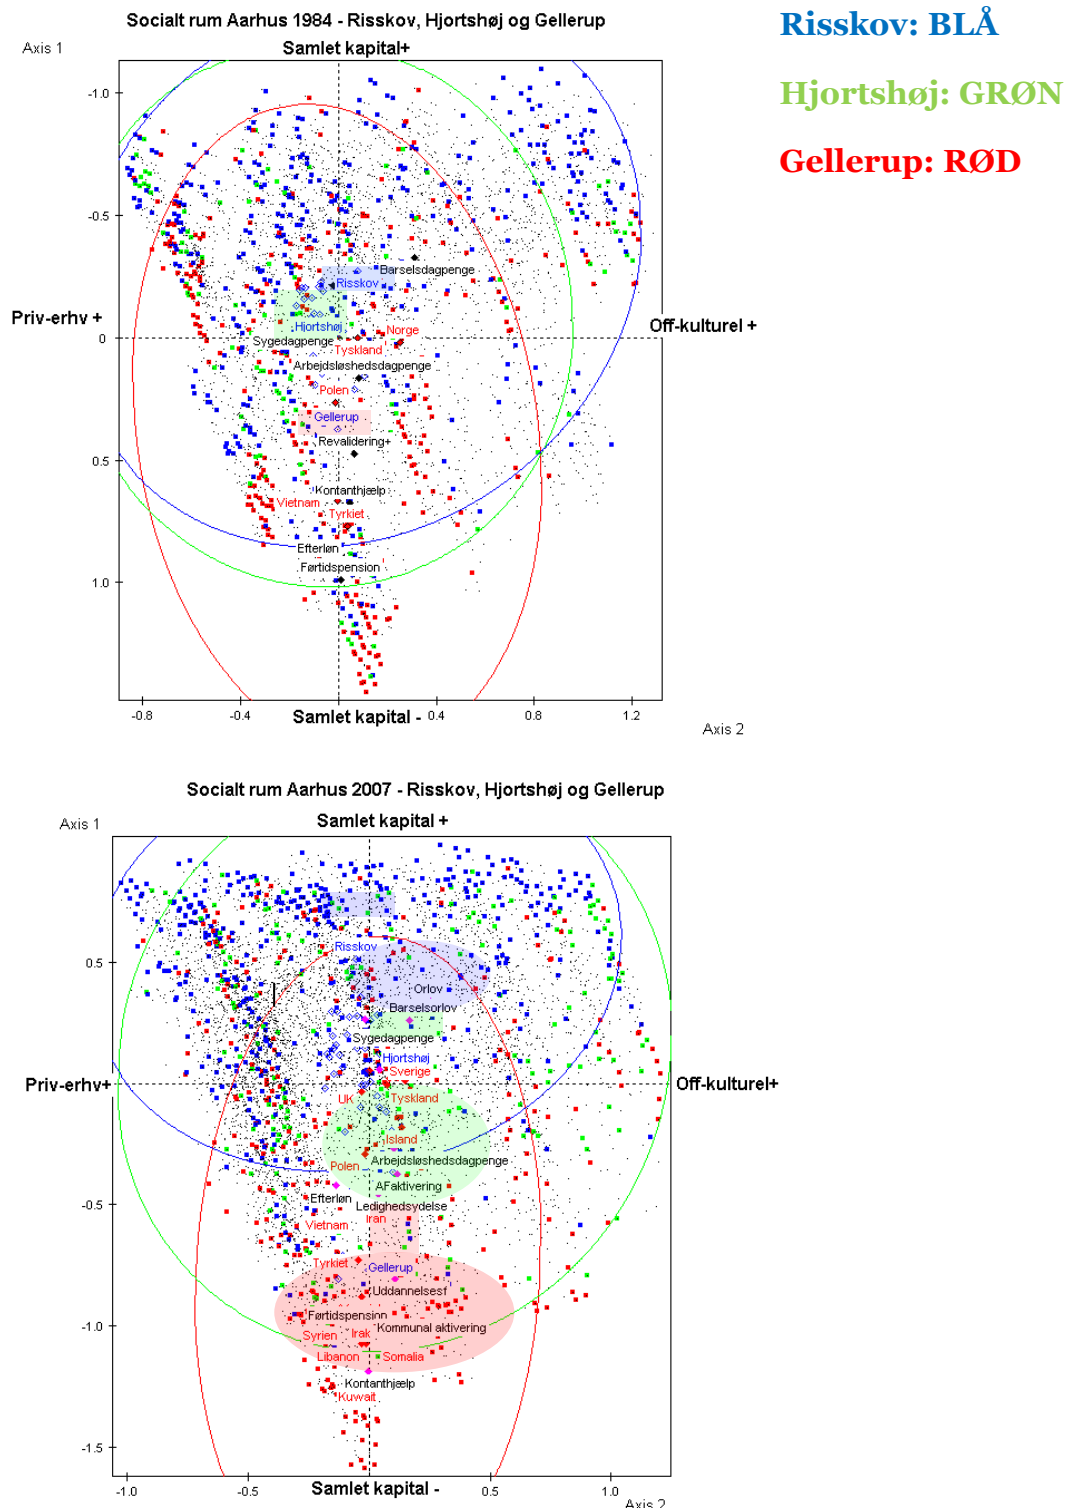 Socialt rum Aarhus 1984 - Risskov, Hjortshøj og Gellerup
Risskov: BLÅ
Hjortshøj: GRØN
Gellerup: RØD
Axis 1
Samlet kapital+
-1.0
-0.5
Barselsdagpenge
Risskov
Priv-erhv +
Hjortshøj
Norge
Off-kulturel +
0
Sygedagpenge
Tyskland
Arbejdsløshedsdagpenge
Polen
Gellerup
Revalidering+
0.5
Kontanthjælp
Vietnam
Tyrkiet
Efterløn
Førtidspension
1.0
-0.8
-0.4
Samlet kapital -
0.4
0.8
1.2
Axis 2
Socialt rum Aarhus 2007 - Risskov, Hjortshøj og Gellerup
Axis 1
Samlet kapital +
Risskov
0.5
Orlov
Barselsorlov
Sygedagpenge
Hjortshøj
Sverige
Priv-erhv+
Off-kulturel+
UK
Tyskland
Island
Polen
Arbejdsløshedsdagpenge
AFaktivering
Efterløn
-0.5
Ledighedsydelse
Iran
Vietnam
Tyrkiet
Gellerup
Uddannelsesf
Førtidspensinn
-1.0
Kommunal aktivering
Syrien
Irak
Libanon
Somalia
Kontanthjælp
Kuwait
-1.5
-1.0
-0.5
Samlet kapital -
0.5
1.0
Axis 2